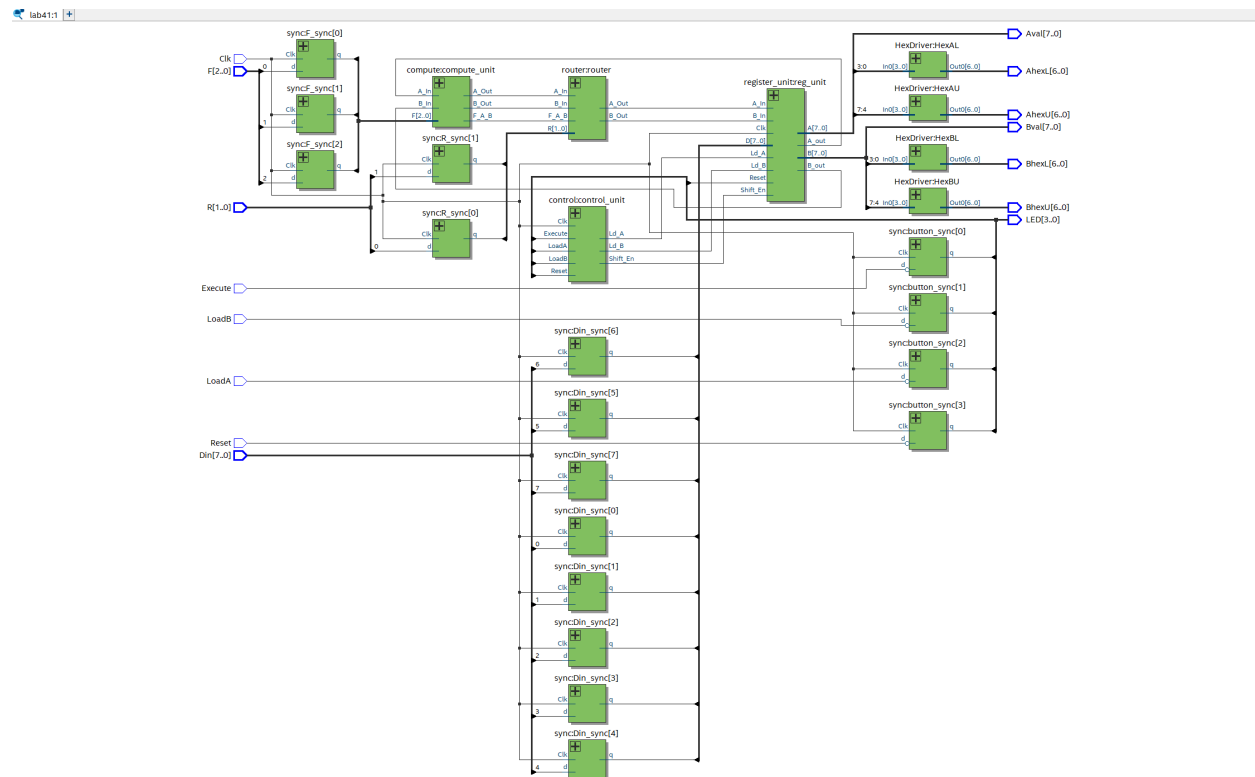 lab41:1
sync:F_sync[0]
Clk
d
q
Clk
F[2..0]
0
sync:F_sync[1]
Clk
d
q
1
sync:F_sync[2]
Clk
d
q
2
compute:compute_unit
A_In
B_In
F[2..0]
A_Out
B_Out
F_A_B
router:router
A_In
B_In
F_A_B
R[1..0]
A_Out
B_Out
sync:R_sync[1]
Clk
d
q
1
R[1..0]
sync:R_sync[0]
Clk
d
q
0
control:control_unit
Clk
Execute
LoadA
LoadB
Reset
Ld_A
Ld_B
Shift_En
register_unit:reg_unit
A_In
B_In
Clk
D[7..0]
Ld_A
Ld_B
Reset
Shift_En
A[7..0]
A_out
B[7..0]
B_out
Aval[7..0]
HexDriver:HexAL
3:0
In0[3..0]
Out0[6..0]
AhexL[6..0]
HexDriver:HexAU
7:4
In0[3..0]
Out0[6..0]
AhexU[6..0]
Bval[7..0]
HexDriver:HexBL
3:0
In0[3..0]
Out0[6..0]
BhexL[6..0]
HexDriver:HexBU
7:4
In0[3..0]
Out0[6..0]
BhexU[6..0]
LED[3..0]
sync:button_sync[0]
Clk
d
q
Execute
sync:button_sync[1]
Clk
d
q
LoadB
sync:button_sync[2]
Clk
d
q
LoadA
sync:button_sync[3]
Clk
d
q
Reset
Din[7..0]
sync:Din_sync[6]
Clk
d
q
6
sync:Din_sync[5]
Clk
d
q
5
sync:Din_sync[7]
Clk
d
q
7
sync:Din_sync[0]
Clk
d
q
0
sync:Din_sync[1]
Clk
d
q
1
sync:Din_sync[2]
Clk
d
q
2
sync:Din_sync[3]
Clk
d
q
3
sync:Din_sync[4]
Clk
d
q
4